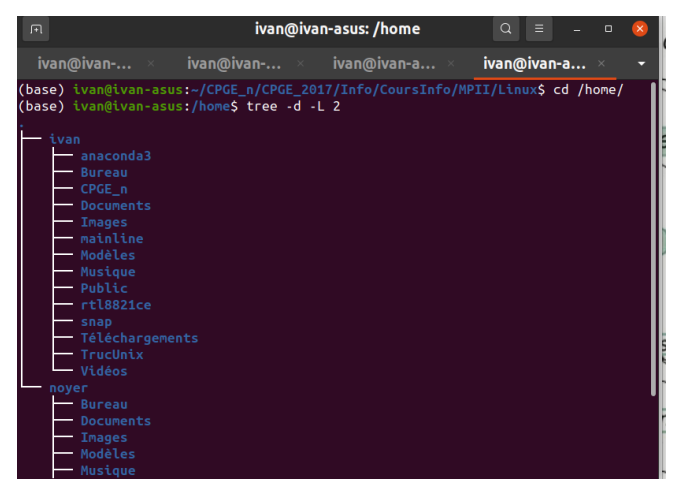 ivan@ivan-asus: /home
ivan@ivan-... × ivan@ivan-... × ivan@ivan-a... × ivan@ivan-a... ×
(base) ivan@ivan-asus:~/CPGE_n/CPGE_2017/Info/CoursInfo/MPII/Linux$ cd /home/
(base) ivan@ivan-asus:/home$ tree -d -L 2
.
├── ivan
│   ├── anaconda3
│   ├── Bureau
│   ├── CPGE_n
│   ├── Documents
│   ├── Images
│   ├── mainline
│   ├── Modèles
│   ├── Musique
│   ├── Public
│   ├── rtl8821ce
│   ├── snap
│   ├── Téléchargements
│   ├── TrucUnix
│   └── Vidéos
└── noyer
    ├── Bureau
    ├── Documents
    ├── Images
    ├── Modèles
    ├── Musique